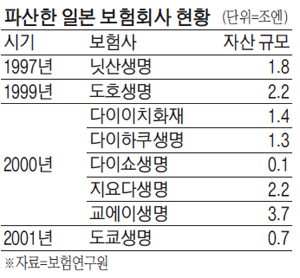 파산한 일본 보험회사 현황 (단위=조엔)
시기 보험사 자산 규모
1997년 닛산생명 1.8
1999년 도호생명 2.2
다이이치화재 1.4
다이하쿠생명 1.3
2000년 다이쇼생명 0.1
지요다생명 2.2
교에이생명 3.7
2001년 도쿄생명 0.7
※자료=보험연구원